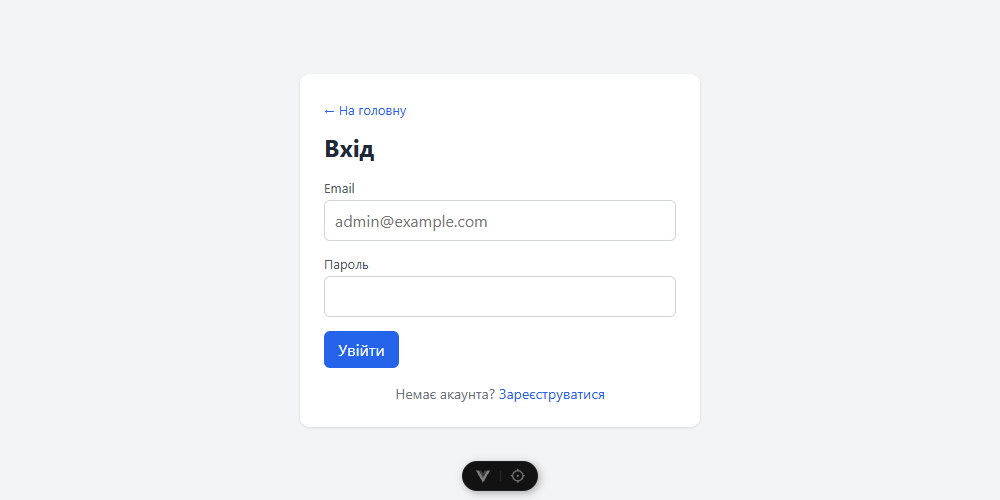 ← На головну
Вхід
Email
admin@example.com
Пароль
Увійти
Немає акаунта? Зареєструватися